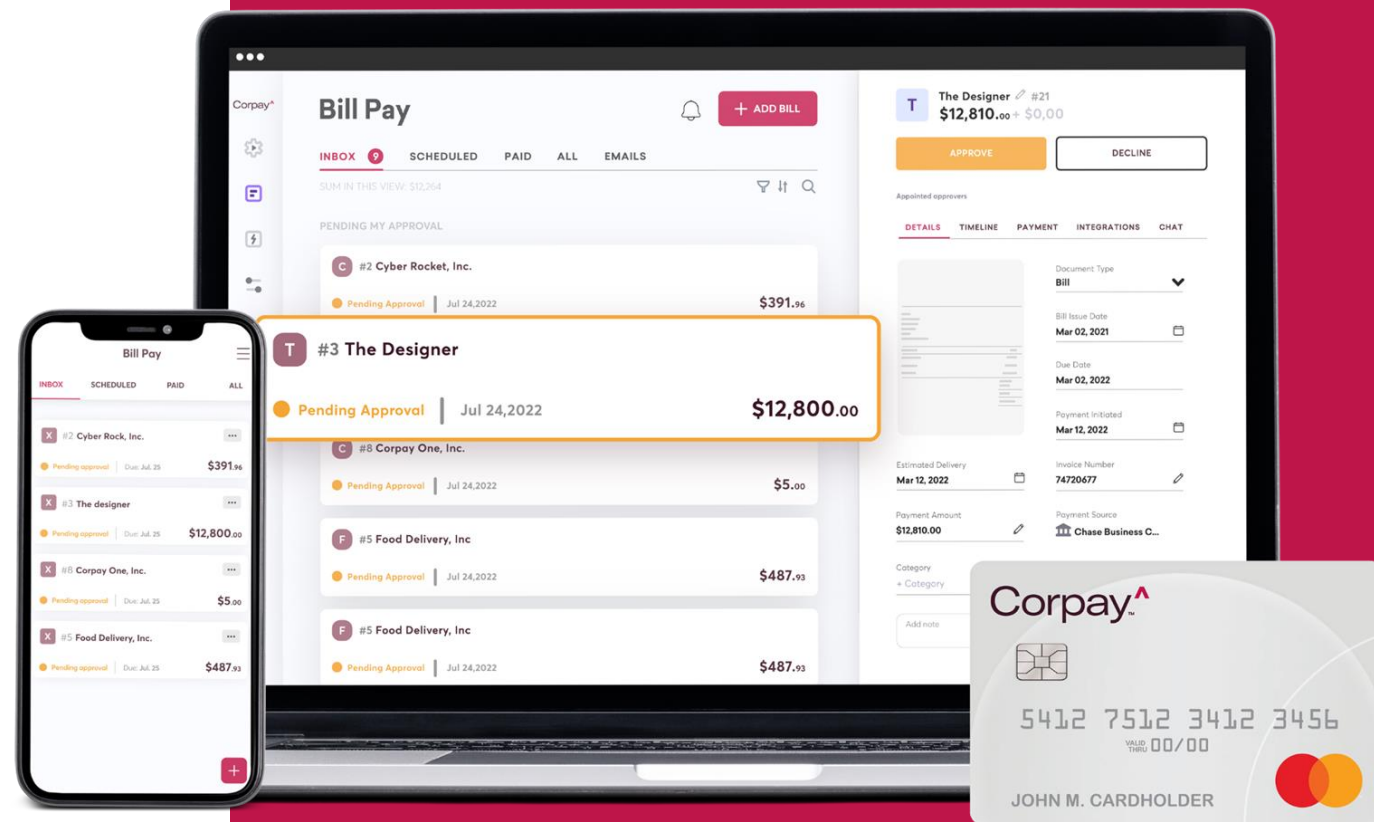 Corpay^
Bill Pay
+ ADD BILL
INBOX 9 SCHEDULED PAID ALL EMAILS
SUM IN THIS VIEW: $12,264
PENDING MY APPROVAL
C #2 Cyber Rocket, Inc.
Pending Approval Jul 24,2022 $391.96
T #3 The Designer
Pending Approval Jul 24,2022 $12,800.00
C #8 Corpay One, Inc.
Pending Approval Jul 24,2022 $5.00
F #5 Food Delivery, Inc
Pending Approval Jul 24,2022 $487.93
F #5 Food Delivery, Inc
Pending Approval Jul 24,2022 $487.93
T The Designer #21
$12,810.00 + $0,00
APPROVE DECLINE
Appointed approvers
DETAILS TIMELINE PAYMENT INTEGRATIONS CHAT
Document Type
Bill
Bill Issue Date
Mar 02, 2021
Due Date
Mar 02, 2022
Payment Initiated
Mar 12, 2022
Estimated Delivery Invoice Number
Mar 12, 2022 74720677
Payment Amount Payment Source
$12,810.00 Chase Business C...
Category
+ Category
Add note
Bill Pay
INBOX SCHEDULED PAID ALL
X #2 Cyber Rock, Inc.
Pending approval Due: Jul. 25 $391.96
X #3 The designer
Pending approval Due: Jul. 25 $12,800.00
X #8 Corpay One, Inc.
Pending approval Due: Jul. 25 $5.00
X #5 Food Delivery, Inc.
Pending approval Due: Jul. 25 $487.93
+
Corpay^™
5412 7512 3412 3456
VALID THRU 00/00
JOHN M. CARDHOLDER